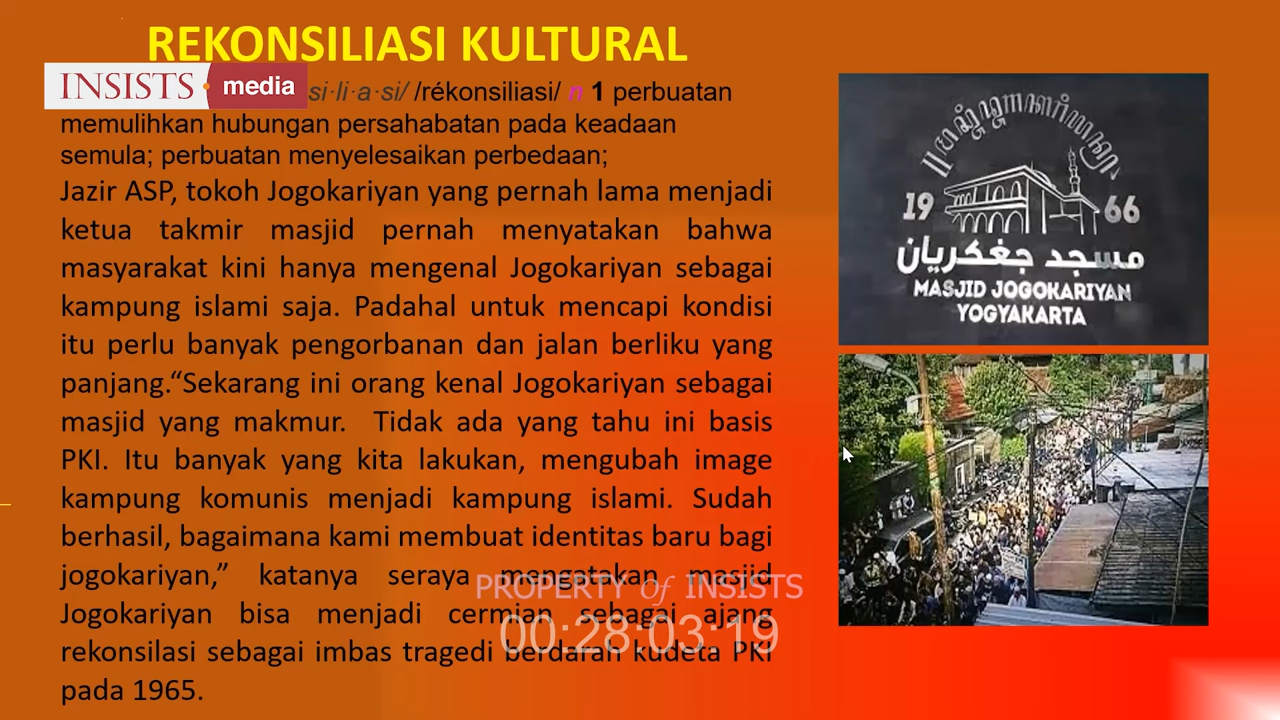 REKONSILIASI KULTURAL
INSISTS media
si·li·a·si/ /rékonsiliasi/ n 1 perbuatan
memulihkan hubungan persahabatan pada keadaan
semula; perbuatan menyelesaikan perbedaan;
Jazir ASP, tokoh Jogokariyan yang pernah lama menjadi
ketua takmir masjid pernah menyatakan bahwa
masyarakat kini hanya mengenal Jogokariyan sebagai
kampung islami saja. Padahal untuk mencapi kondisi
itu perlu banyak pengorbanan dan jalan berliku yang
panjang.“Sekarang ini orang kenal Jogokariyan sebagai
masjid yang makmur. Tidak ada yang tahu ini basis
PKI. Itu banyak yang kita lakukan, mengubah image
kampung komunis menjadi kampung islami. Sudah
berhasil, bagaimana kami membuat identitas baru bagi
jogokariyan,” katanya seraya mengatakan masjid
Jogokariyan bisa menjadi cermian sebagai ajang
rekonsilasi sebagai imbas tragedi berdarah kudeta PKI
pada 1965.
PROPERTY of INSISTS
00:28:03:19
19 66
مسجد جغكريان
MASJID JOGOKARIYAN
YOGYAKARTA